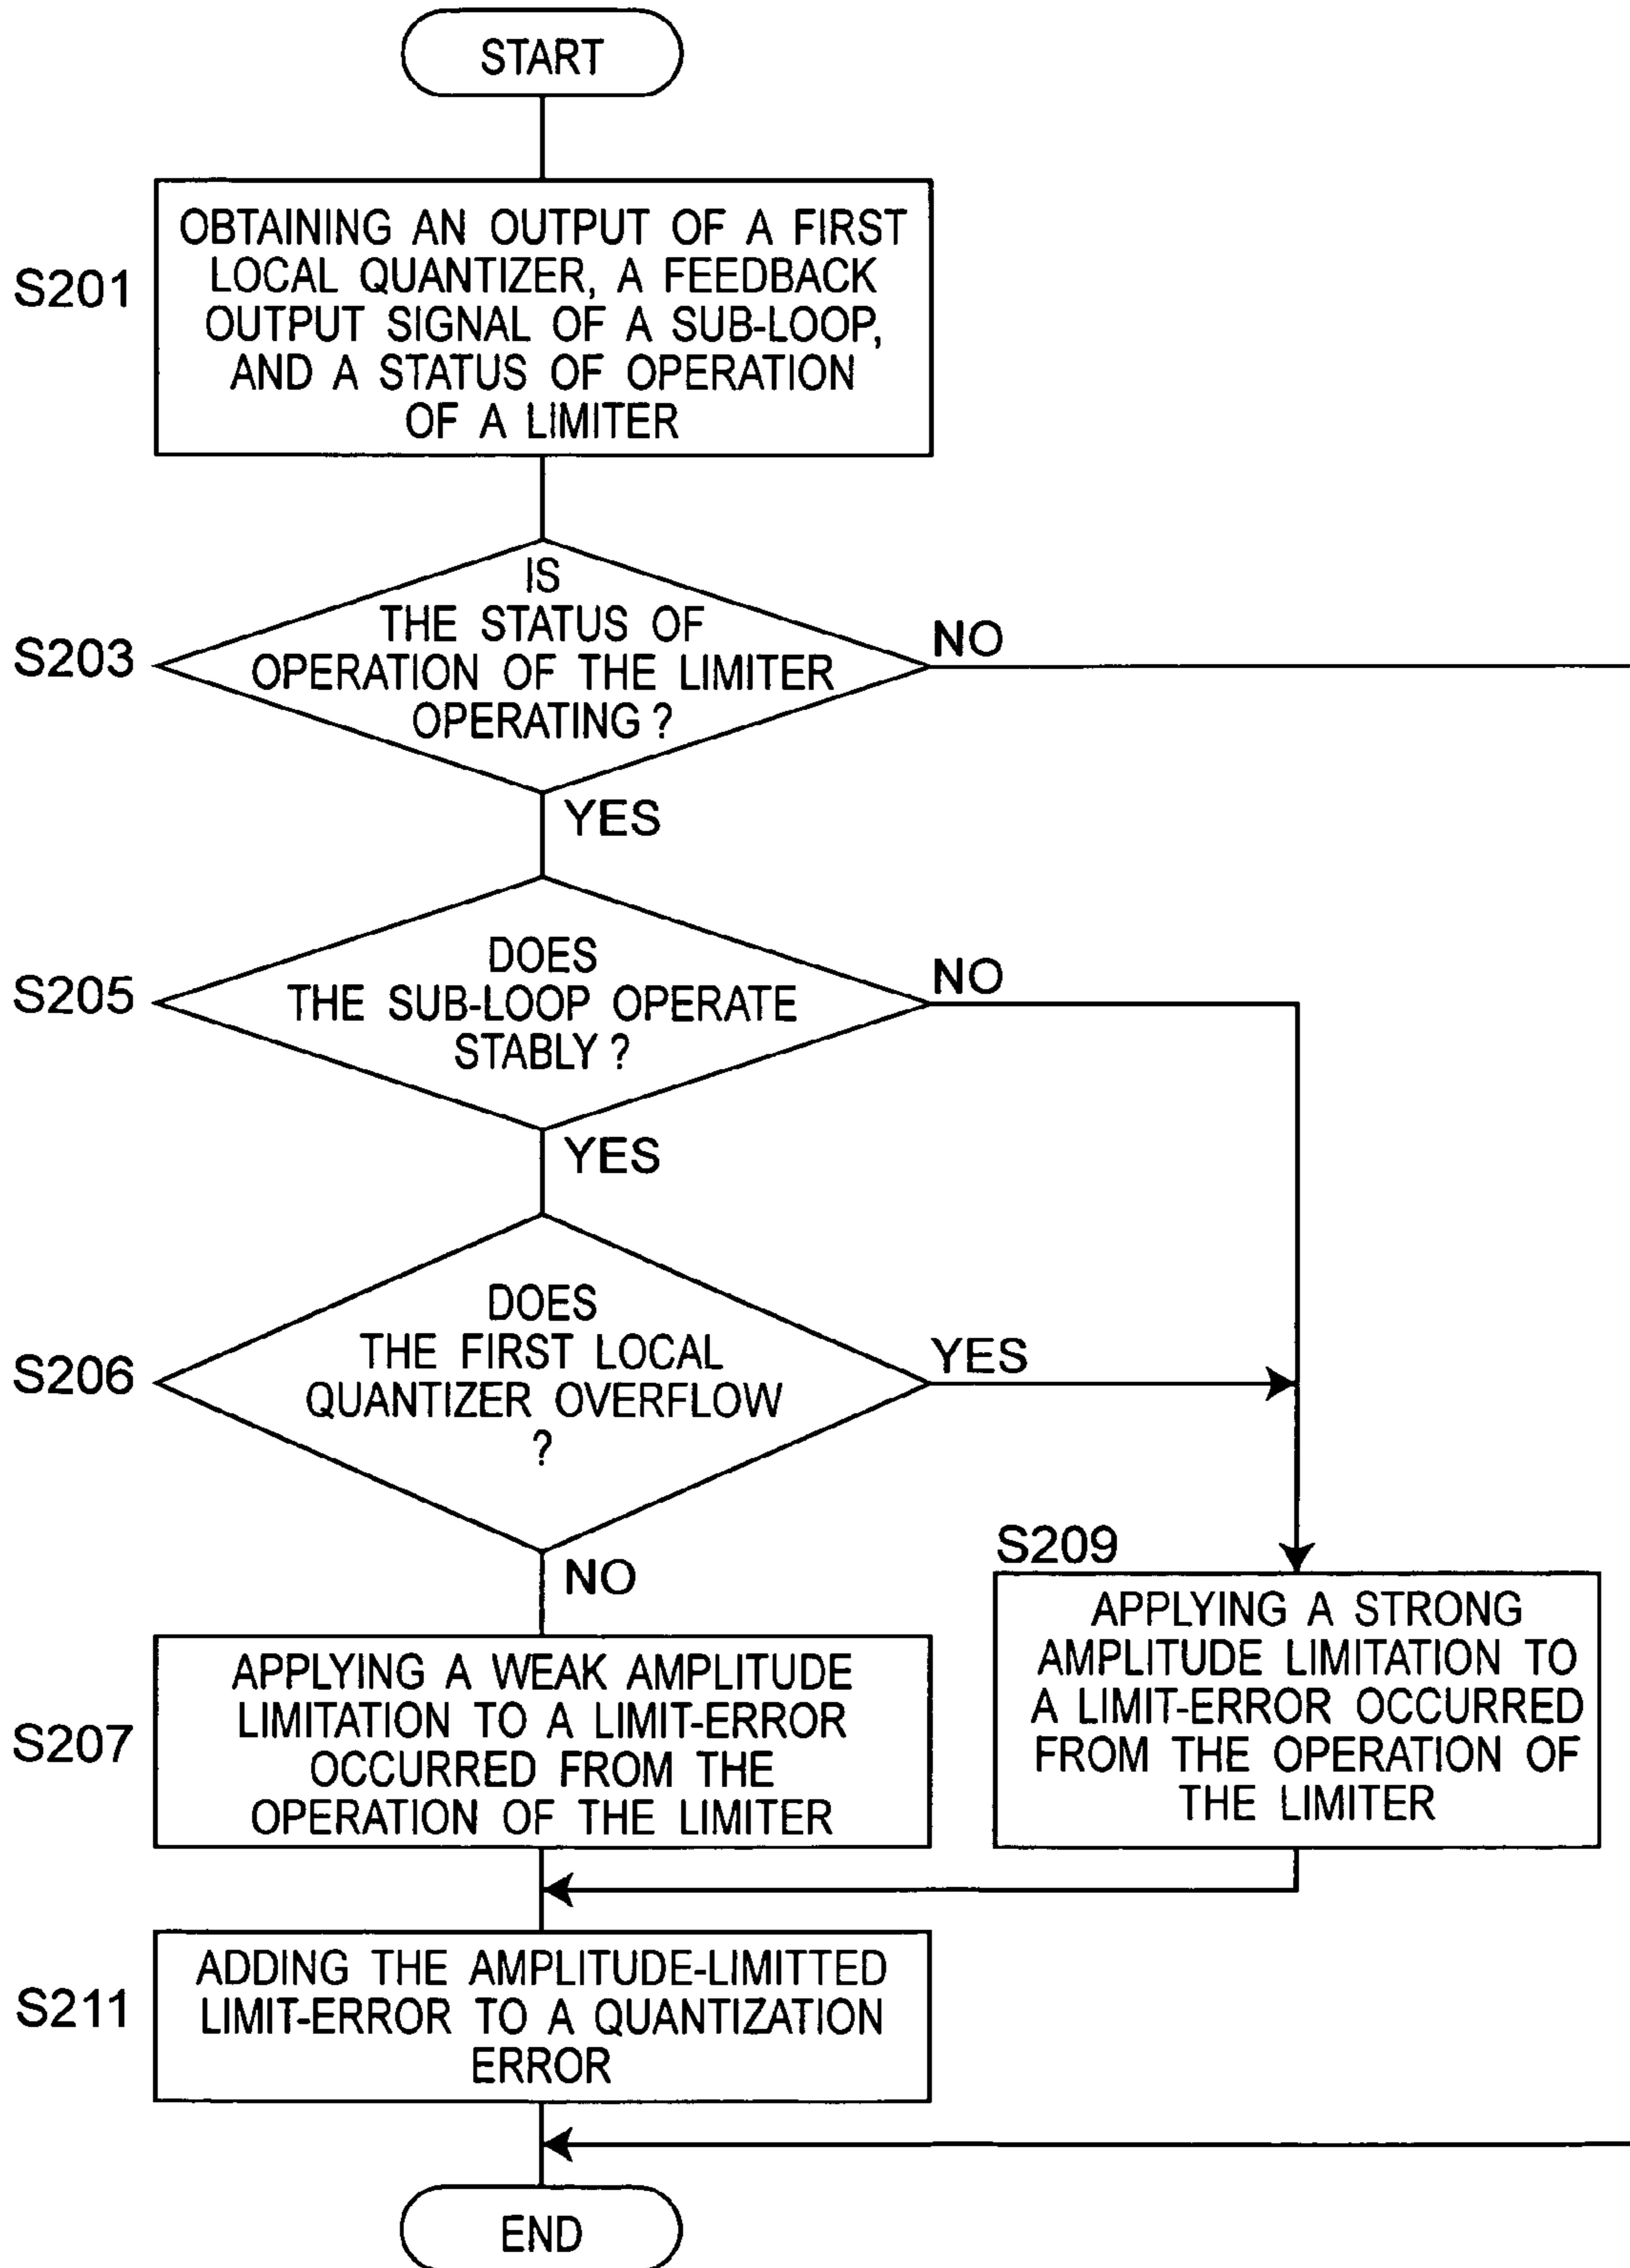 START
S201
OBTAINING AN OUTPUT OF A FIRST
LOCAL QUANTIZER, A FEEDBACK
OUTPUT SIGNAL OF A SUB-LOOP,
AND A STATUS OF OPERATION
OF A LIMITER
S203
IS
THE STATUS OF
OPERATION OF THE LIMITER
OPERATING ?
NO
YES
S205
DOES
THE SUB-LOOP OPERATE
STABLY ?
NO
YES
S206
DOES
THE FIRST LOCAL
QUANTIZER OVERFLOW
?
YES
NO
S207
APPLYING A WEAK AMPLITUDE
LIMITATION TO A LIMIT-ERROR
OCCURRED FROM THE
OPERATION OF THE LIMITER
S209
APPLYING A STRONG
AMPLITUDE LIMITATION TO
A LIMIT-ERROR OCCURRED
FROM THE OPERATION OF
THE LIMITER
S211
ADDING THE AMPLITUDE-LIMITTED
LIMIT-ERROR TO A QUANTIZATION
ERROR
END